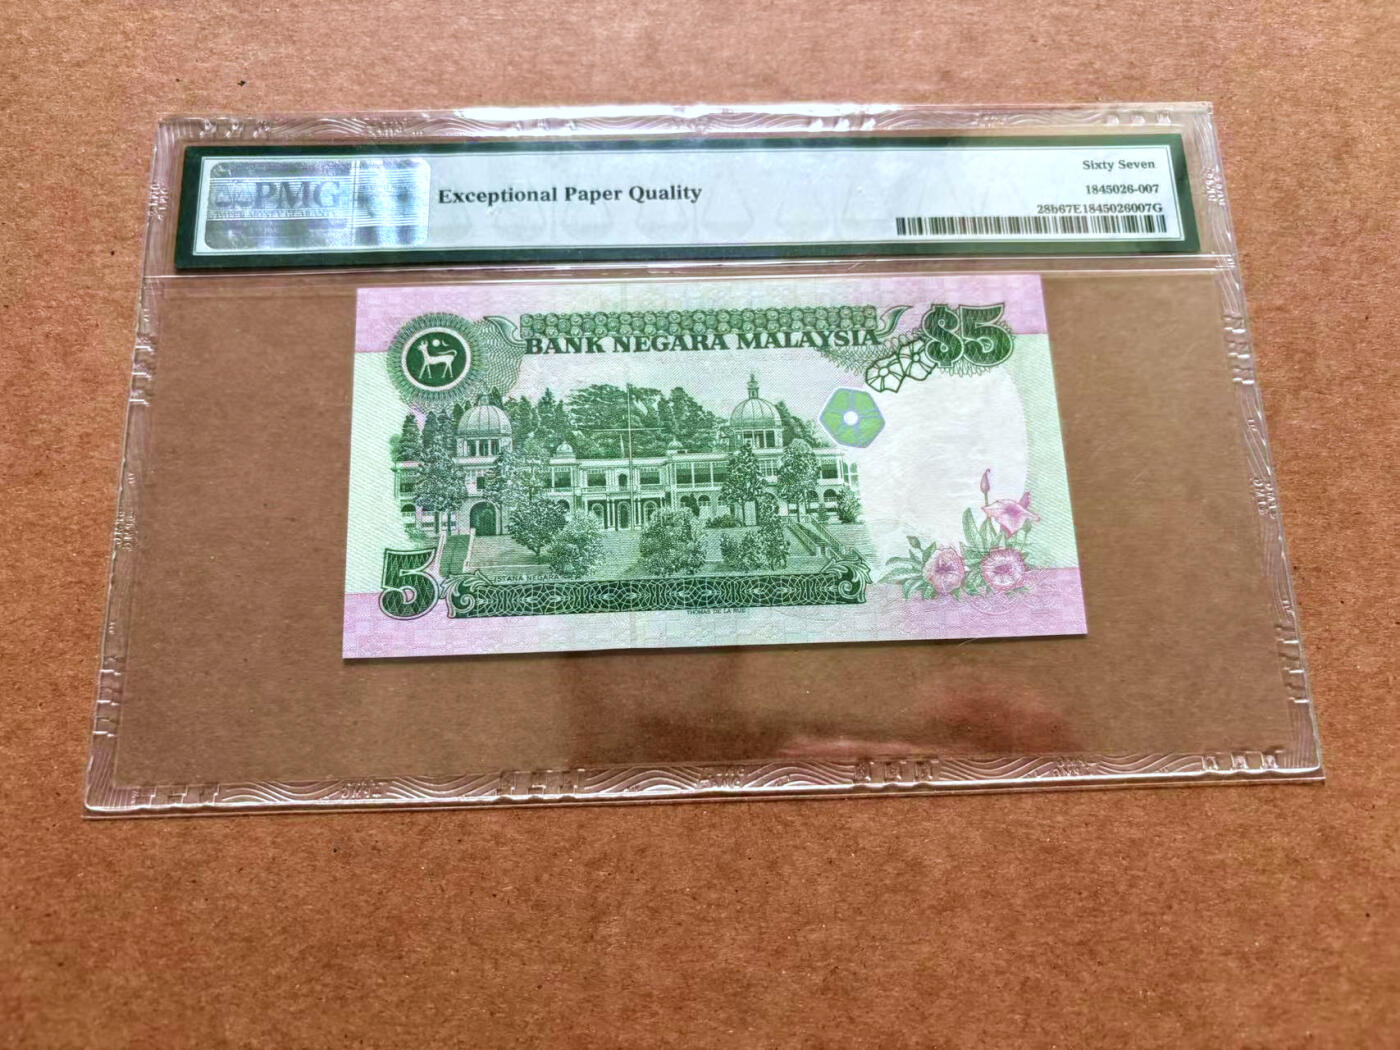 PMG
Exceptional Paper Quality
Sixty Seven
1845026-007
28b67E1845026007G
BANK NEGARA MALAYSIA
$5
5
ISTANA NEGARA
THOMAS DE LA RUE